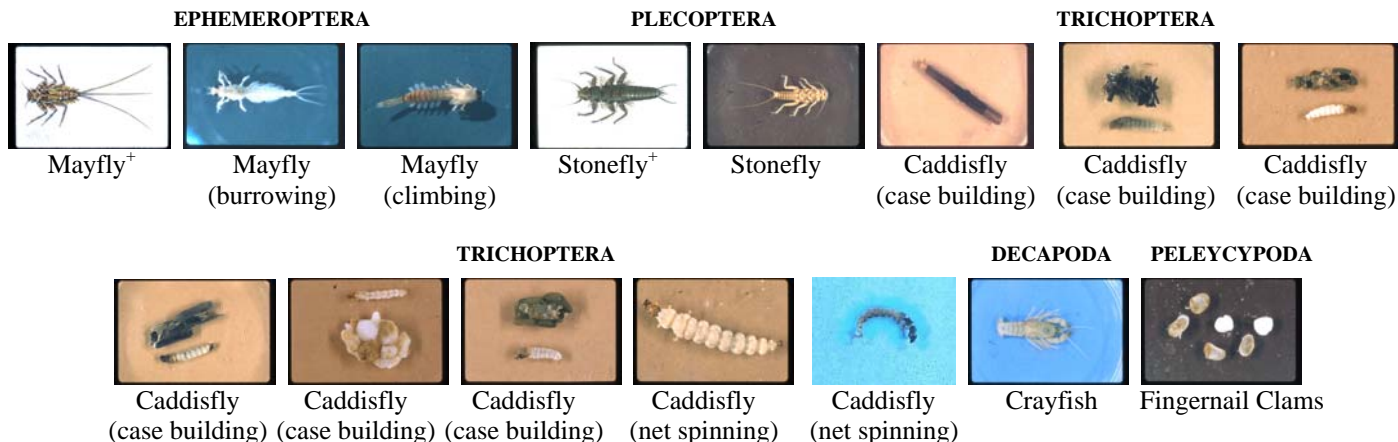 EPHEMEROPTERA PLECOPTERA TRICHOPTERA
Mayfly+ Mayfly Mayfly Stonefly+ Stonefly Caddisfly Caddisfly Caddisfly
(burrowing) (climbing) (case building) (case building) (case building)
TRICHOPTERA DECAPODA PELEYCYPODA
Caddisfly Caddisfly Caddisfly Caddisfly Caddisfly Crayfish Fingernail Clams
(case building) (case building) (case building) (net spinning) (net spinning)